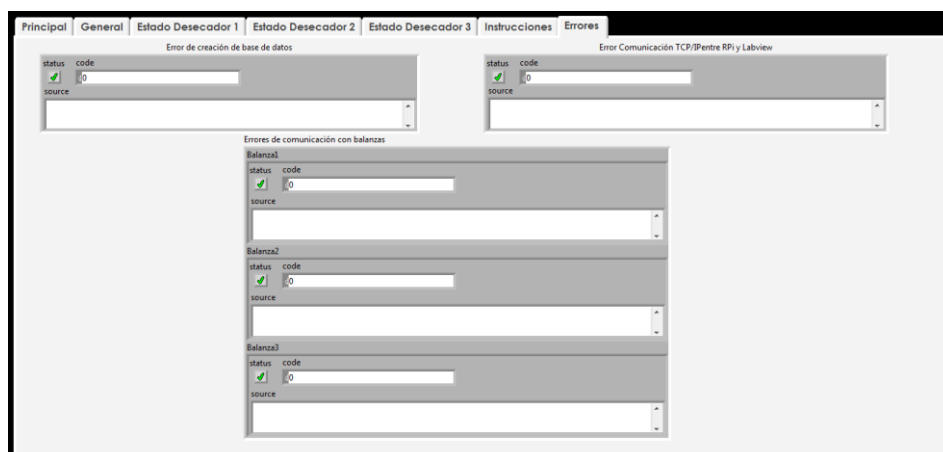 Principal General Estado Desecador 1 Estado Desecador 2 Estado Desecador 3 Instrucciones Errores
Error de creación de base de datos
status code
0
source
Error Comunicación TCP/IPentre RPi y Labview
status code
0
source
Errores de comunicación con balanzas
Balanza1
status code
0
source
Balanza2
status code
0
source
Balanza3
status code
0
source